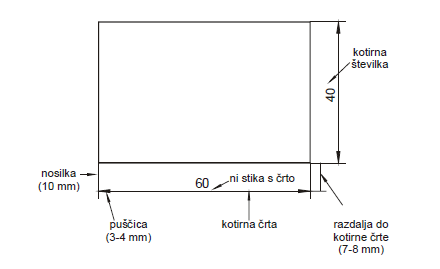 kotirna
številka
40
nosilka
(10 mm)
60
ni stika s črto
puščica
(3-4 mm)
kotirna črta
razdalja do
kotirne črte
(7-8 mm)